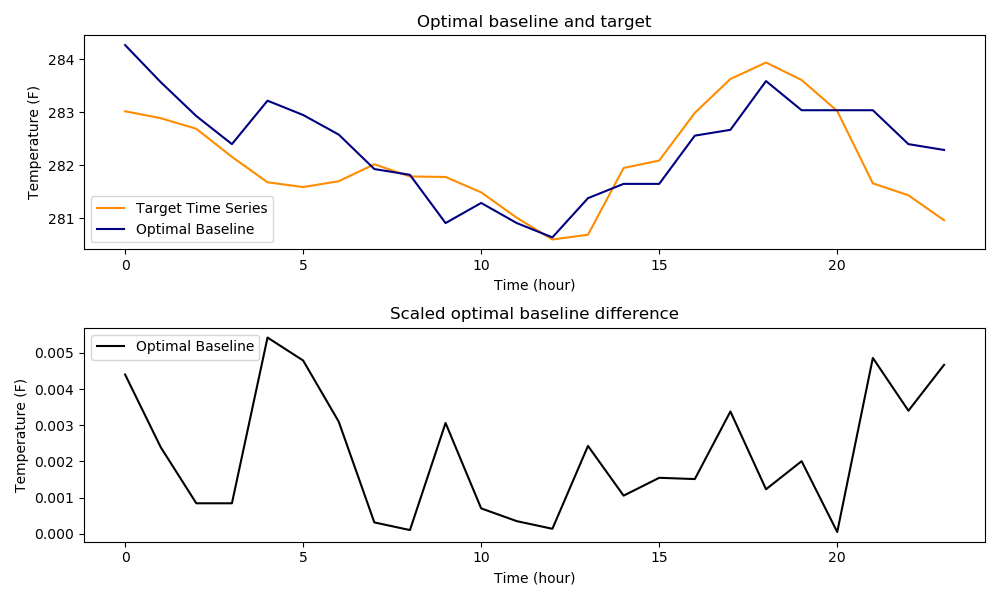 Optimal baseline and target
Temperature (F)
284
283
282
281
Target Time Series
Optimal Baseline
0 5 10 15 20
Time (hour)
Scaled optimal baseline difference
Temperature (F)
Optimal Baseline
0.005
0.004
0.003
0.002
0.001
0.000
0 5 10 15 20
Time (hour)